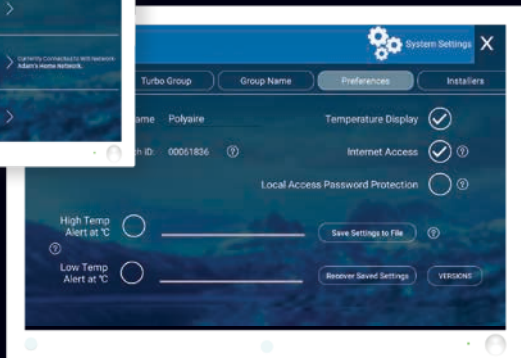 Currently Connected to Wifi Network:
Adam's Home Network.
System Settings X
Turbo Group
Group Name
Preferences
Installers
ame Polyaire
Temperature Display
ch ID: 00061836 ?
Internet Access ?
Local Access Password Protection ?
High Temp
Alert at °C
?
Save Settings to File ?
Low Temp
Alert at °C
Recover Saved Settings
VERSIONS